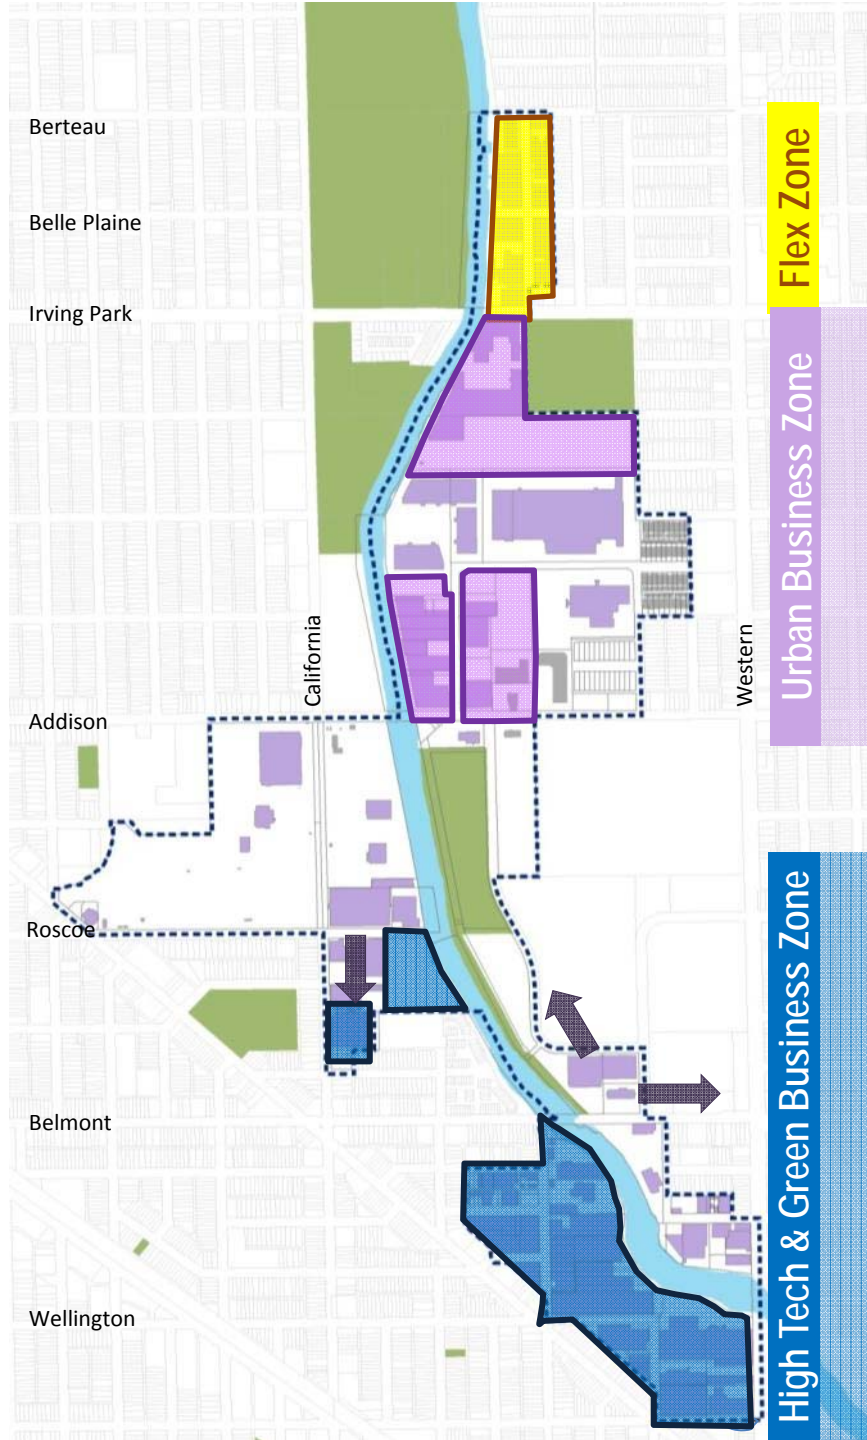 Berteau
Belle Plaine
Irving Park
Flex Zone
Urban Business Zone
California
Western
Addison
Roscoe
High Tech & Green Business Zone
Belmont
Wellington